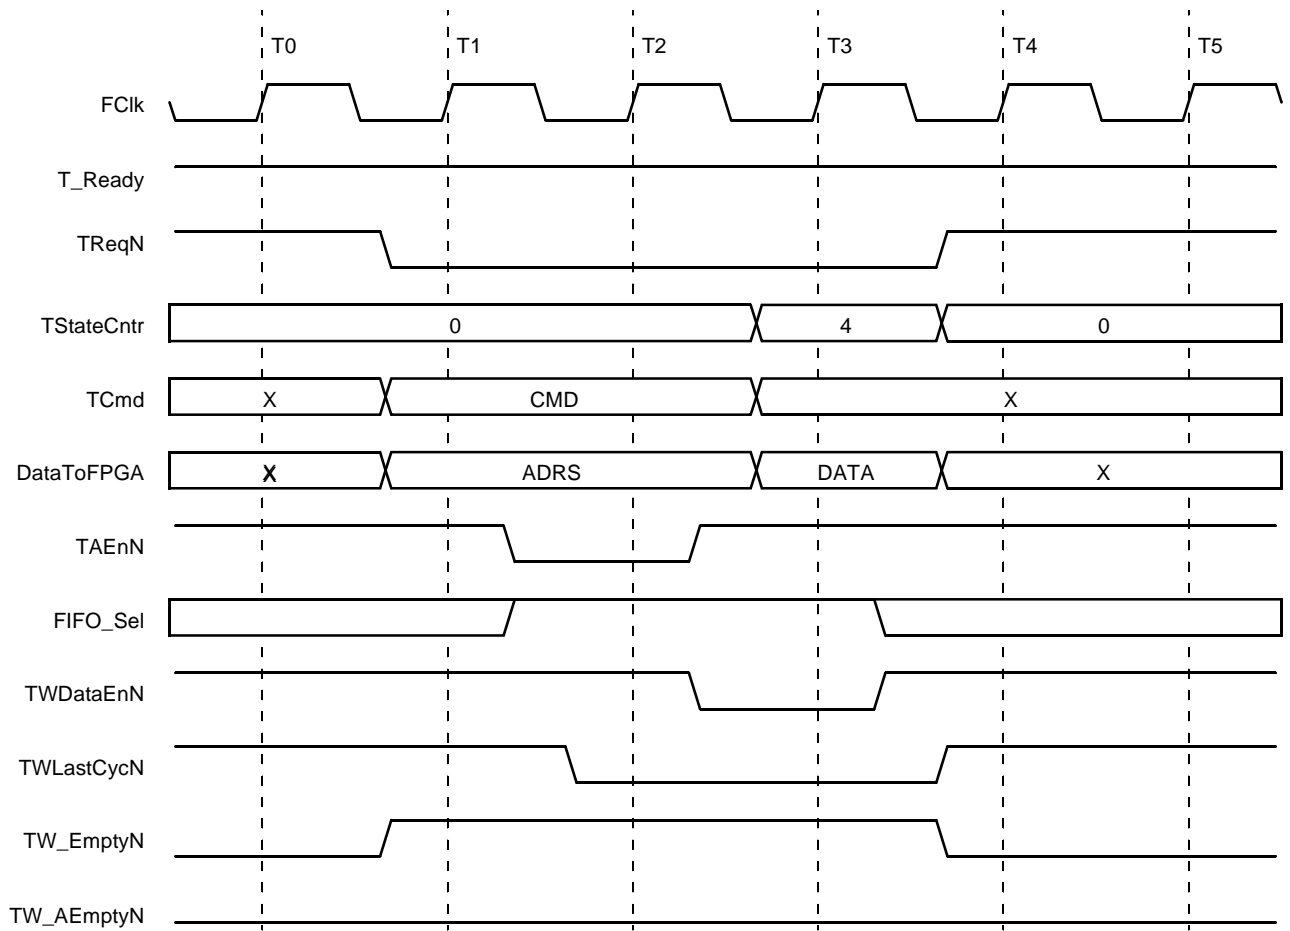 T0 T1 T2 T3 T4 T5
FClk
T_Ready
TReqN
TStateCntr 0 4 0
TCmd X CMD X
DataToFPGA X ADRS DATA X
TAEnN
FIFO_Sel
TWDataEnN
TWLastCycN
TW_EmptyN
TW_AEmptyN